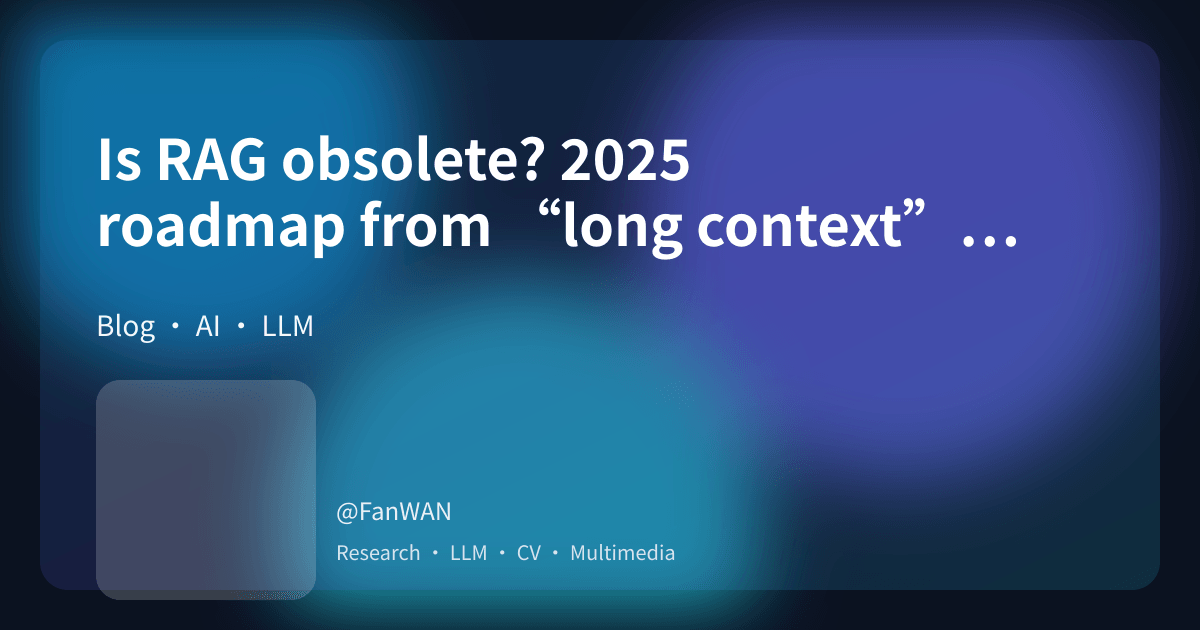 Is RAG obsolete? 2025
roadmap from “long context” …
Blog · AI · LLM
@FanWAN
Research · LLM · CV · Multimedia